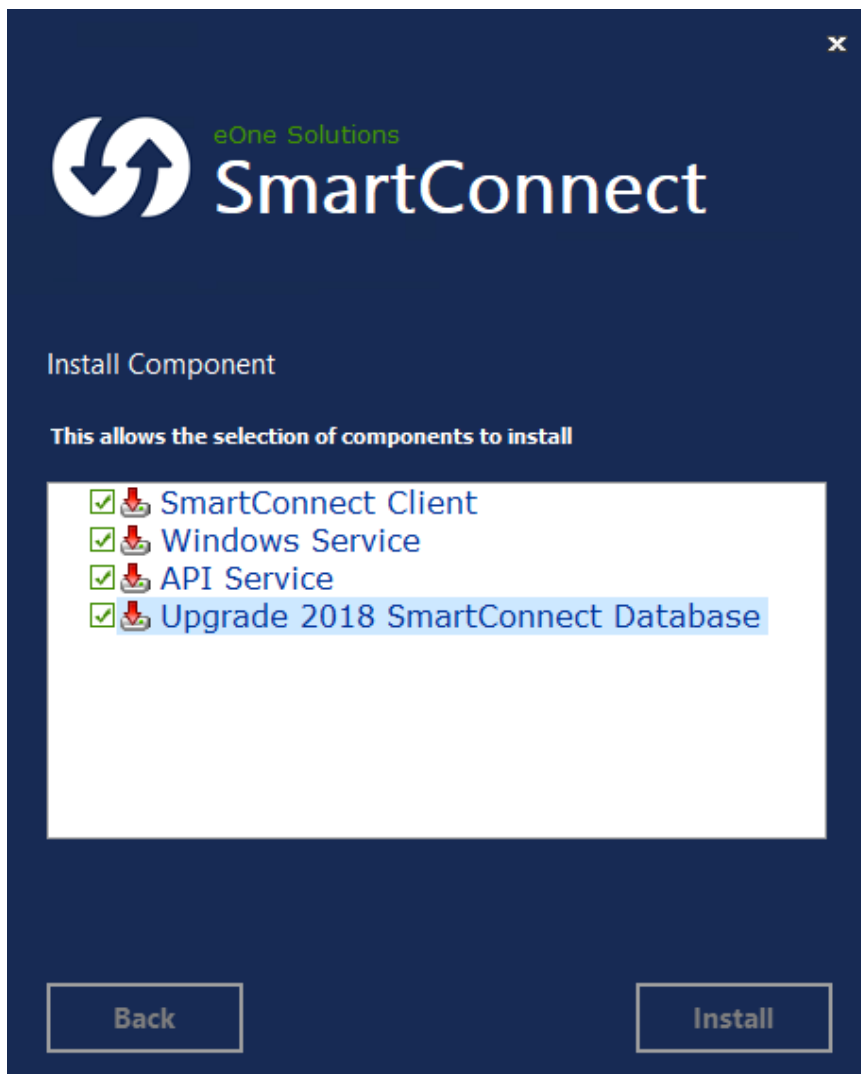 eOne Solutions
SmartConnect
Install Component
This allows the selection of components to install
SmartConnect Client
Windows Service
API Service
Upgrade 2018 SmartConnect Database
Back
Install